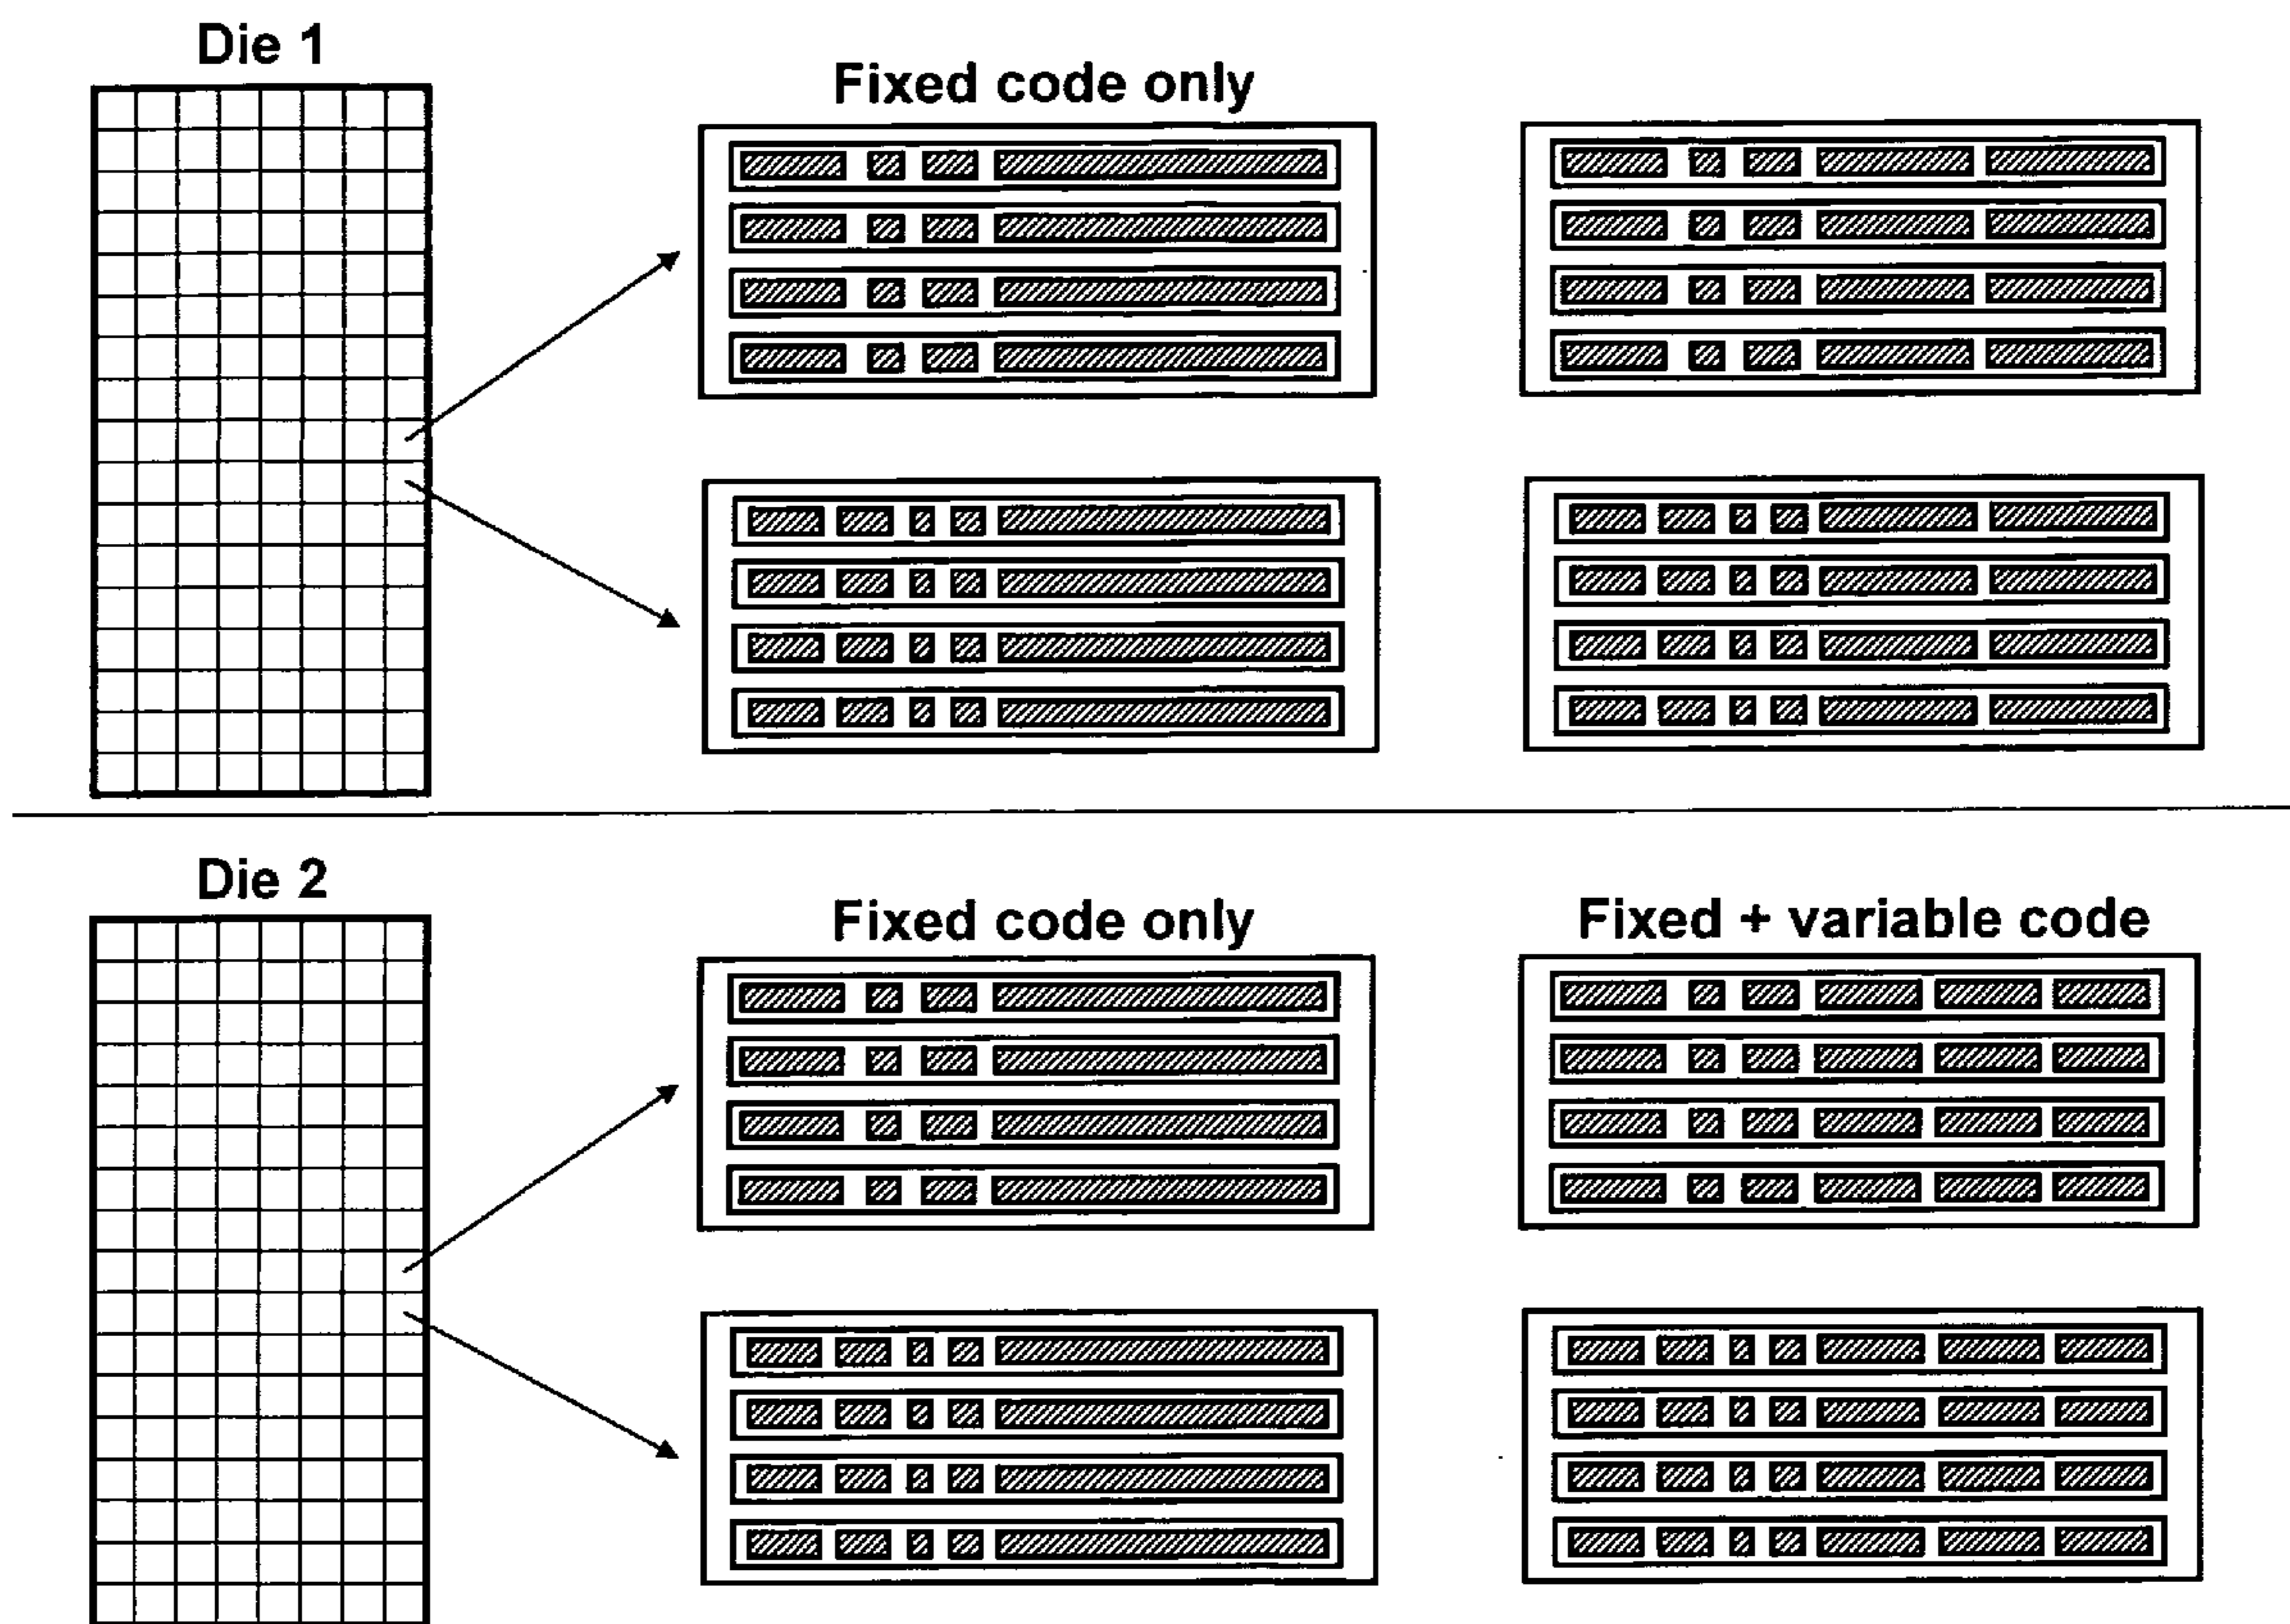 Die 1
Fixed code only
Die 2
Fixed code only
Fixed + variable code